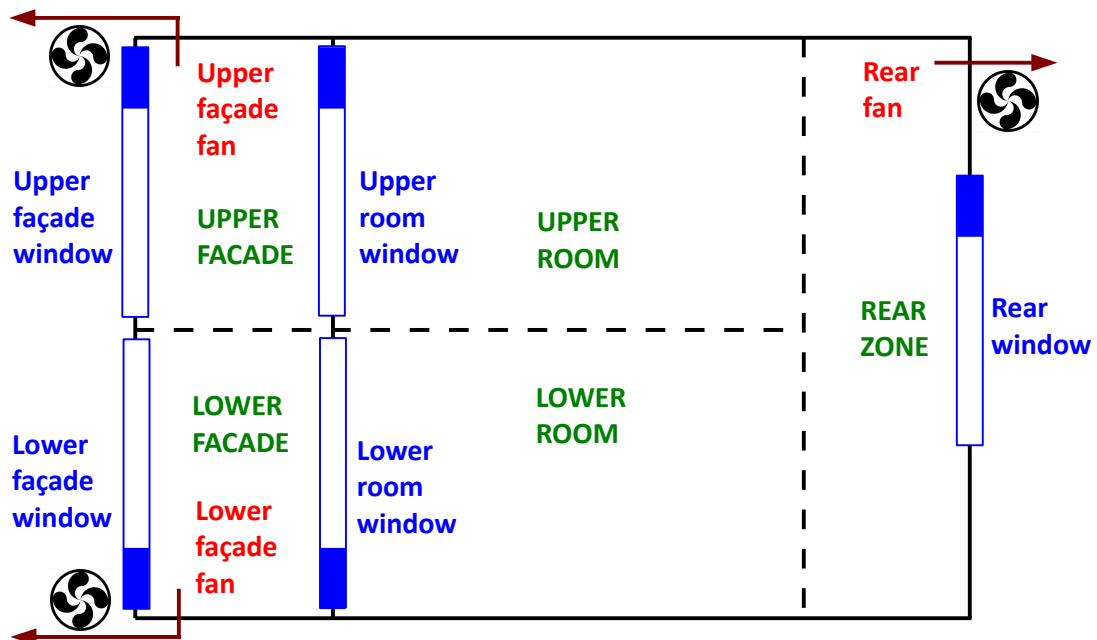 Upper
façade
fan
Rear
fan
Upper
façade
window
UPPER
FACADE
Upper
room
window
UPPER
ROOM
REAR
ZONE
Rear
window
LOWER
FACADE
LOWER
ROOM
Lower
façade
window
Lower
room
window
Lower
façade
fan